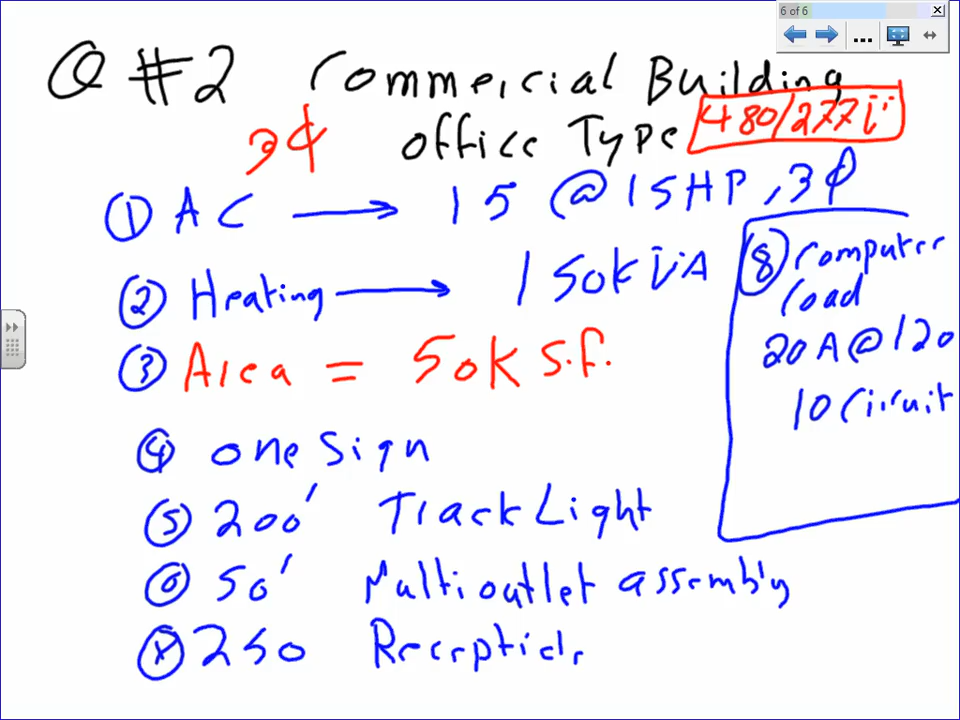 6 of 6
Q #2 Commercial Building
3ϕ office Type 480/277V
① AC → 15 @ 15HP, 3ϕ
② Heating → 150kVA
③ Area = 50K S.f.
④ one Sign
⑤ 200' Track Light
⑥ 50' Multioutlet assembly
250
⑧ Computer
load
20A@120
10 Circuit